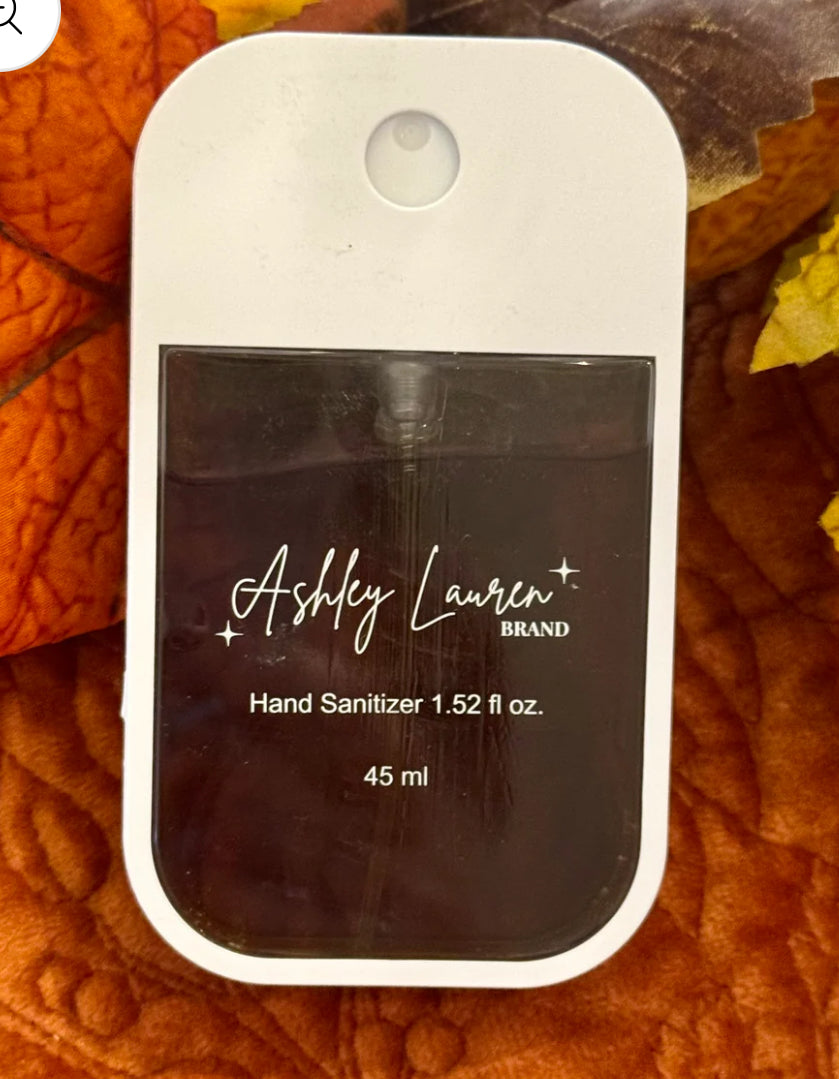 Ashley Lauren
BRAND
Hand Sanitizer 1.52 fl oz.
45 ml